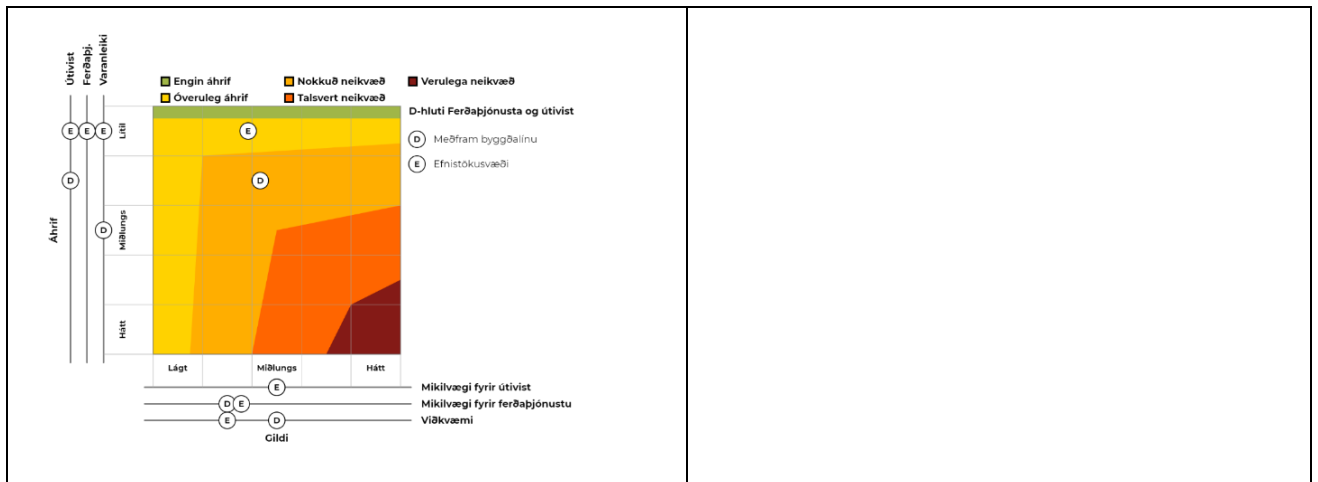 Útivist
Ferðaþj.
Varanleiki
Engin áhrif
Nokkuð neikvæð
Verulega neikvæð
Óveruleg áhrif
Talsvert neikvæð
D-hluti Ferðaþjónusta og útivist
D Meðfram byggðalínu
E Efnistökusvæði
E E E Lítil E
D D
Áhrif
D Miðlungs
Hátt
Lágt Miðlungs Hátt
E Mikilvægi fyrir útivist
D E Mikilvægi fyrir ferðaþjónustu
E D Viðkvæmi
Gildi